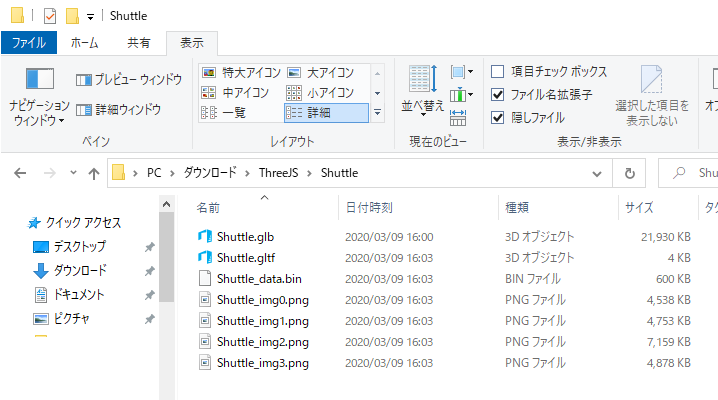 Shuttle
ファイル ホーム 共有 表示
ナビゲーション ウィンドウ
プレビュー ウィンドウ
詳細ウィンドウ
ペイン
特大アイコン 大アイコン
中アイコン 小アイコン
一覧 詳細
レイアウト
並べ替え
現在のビュー
項目チェック ボックス
ファイル名拡張子
隠しファイル
選択した項目を
表示しない
表示/非表示
オ
PC ダウンロード ThreeJS Shuttle
Shu
クイック アクセス
デスクトップ
ダウンロード
ドキュメント
ピクチャ
名前 日付時刻 種類 サイズ タグ
Shuttle.glb 2020/03/09 16:00 3D オブジェクト 21,930 KB
Shuttle.gltf 2020/03/09 16:03 3D オブジェクト 4 KB
Shuttle_data.bin 2020/03/09 16:03 BIN ファイル 600 KB
Shuttle_img0.png 2020/03/09 16:03 PNG ファイル 4,538 KB
Shuttle_img1.png 2020/03/09 16:03 PNG ファイル 4,753 KB
Shuttle_img2.png 2020/03/09 16:03 PNG ファイル 7,159 KB
Shuttle_img3.png 2020/03/09 16:03 PNG ファイル 4,878 KB